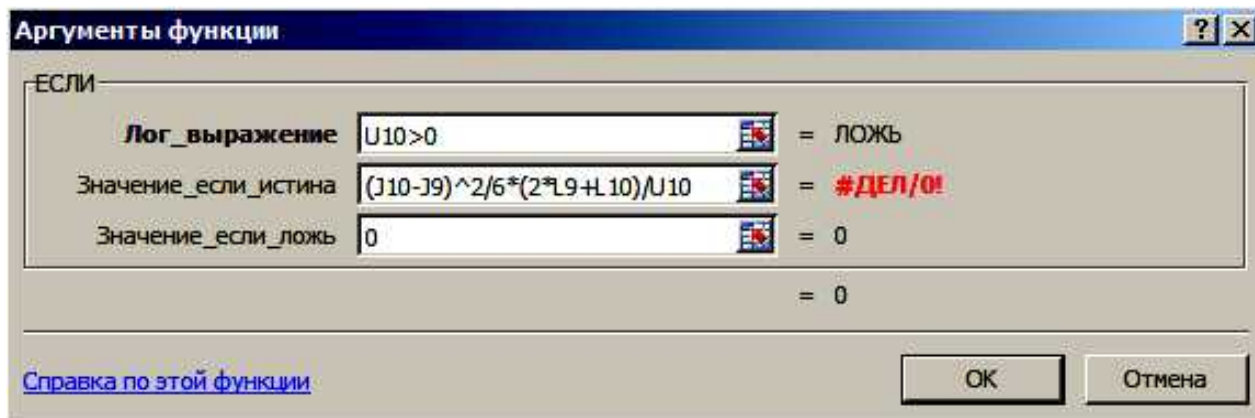 Аргументы функции
ЕСЛИ
Лог_выражение U10>0 = ЛОЖЬ
Значение_если_истина (J10-J9)^2/6*(2*L9+L10)/U10 = #ДЕЛ/0!
Значение_если_ложь 0 = 0
= 0
Справка по этой функции OK Отмена